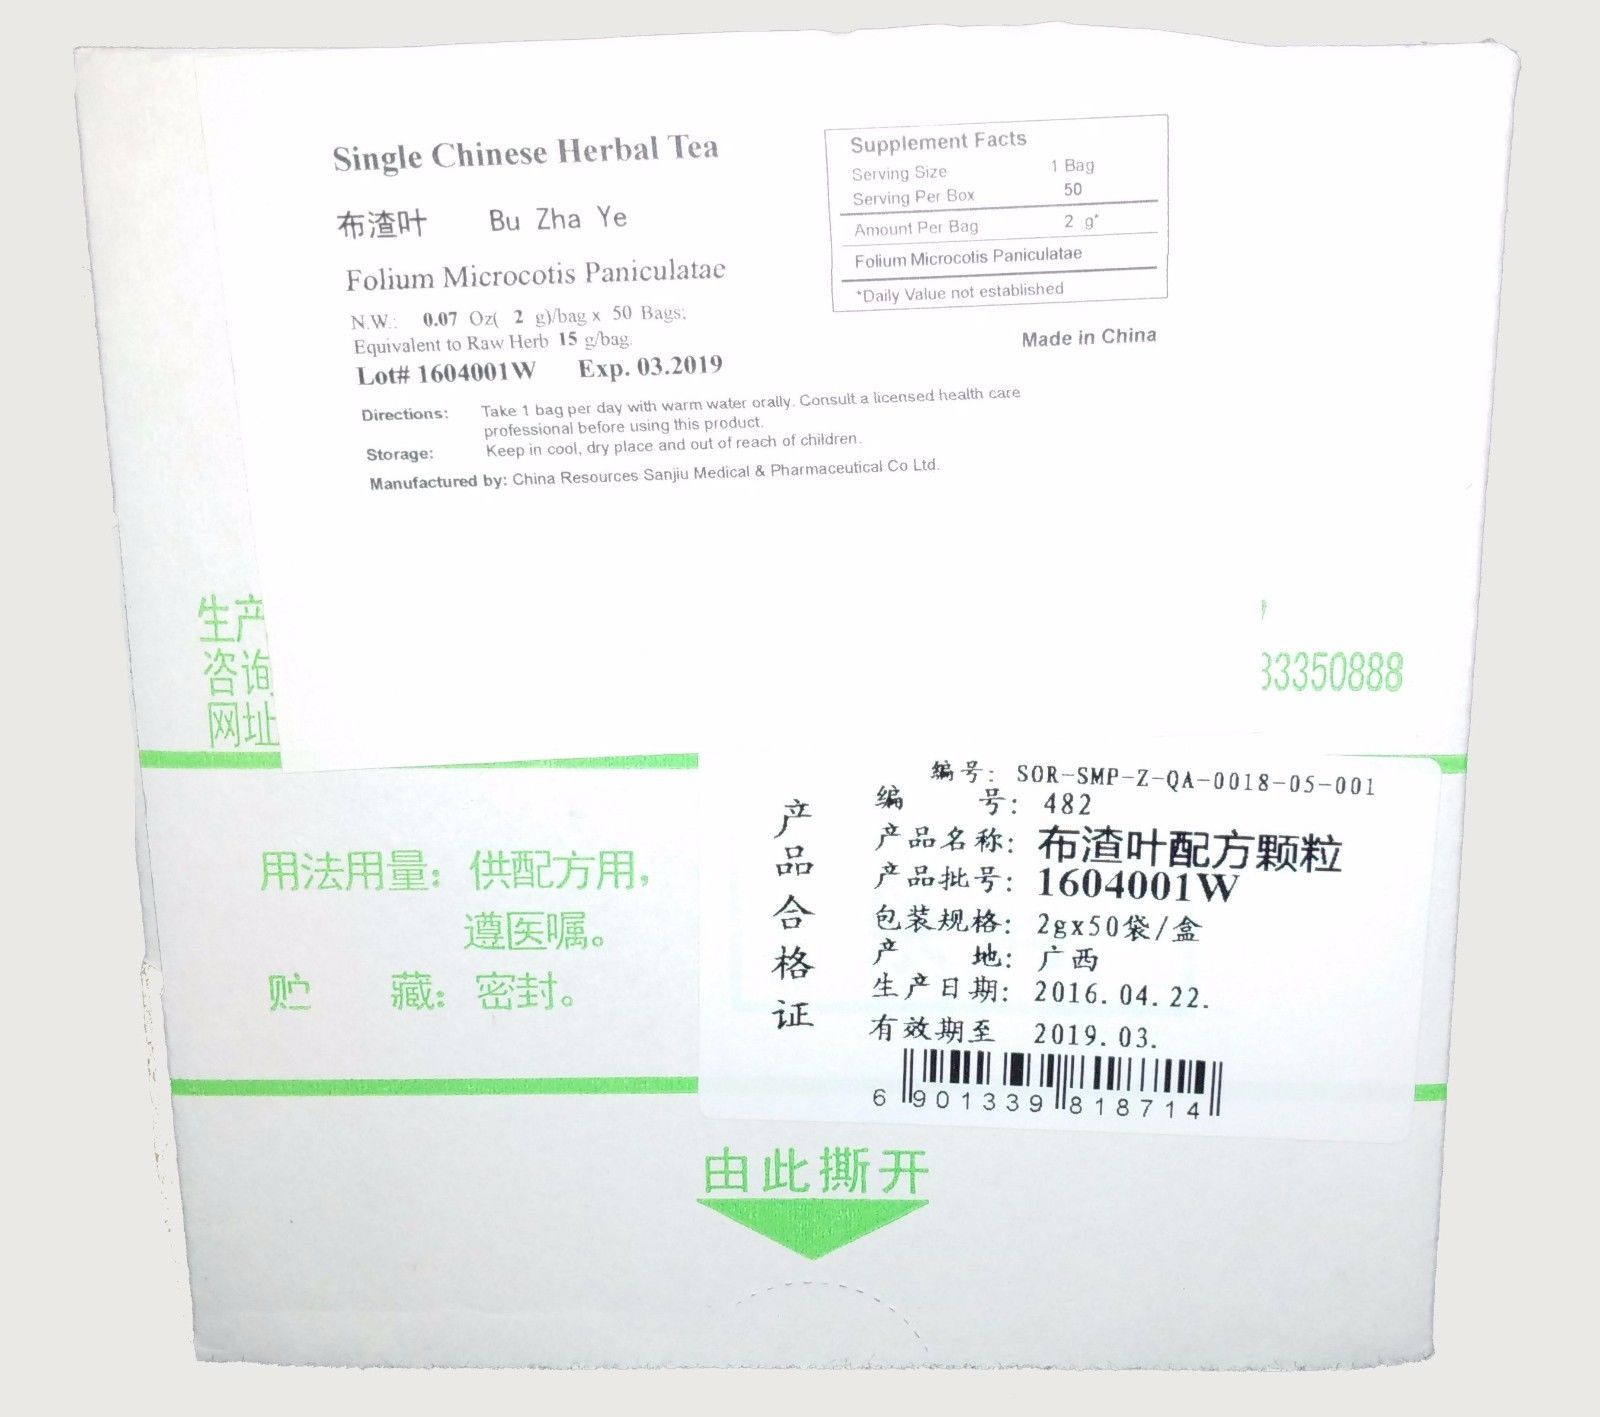 Single Chinese Herbal Tea
布渣叶 Bu Zha Ye
Folium Microcotis Paniculatae
N.W.: 0.07 Oz( 2 g)/bag x 50 Bags;
Equivalent to Raw Herb 15 g/bag.
Lot# 1604001W Exp. 03.2019
Directions: Take 1 bag per day with warm water orally. Consult a licensed health care
professional before using this product.
Storage: Keep in cool, dry place and out of reach of children.
Manufactured by: China Resources Sanjiu Medical & Pharmaceutical Co Ltd.
Supplement Facts
Serving Size 1 Bag
Serving Per Box 50
Amount Per Bag 2 g*
Folium Microcotis Paniculatae
*Daily Value not established
Made in China
生产
咨询
网址
33350888
用法用量：供配方用，
遵医嘱。
贮藏：密封。
产品合格证
编号：SOR-SMP-Z-QA-0018-05-001
编号：482
产品名称：布渣叶配方颗粒
产品批号：1604001W
包装规格：2gx50袋/盒
产地：广西
生产日期：2016.04.22.
有效期至 2019.03.
6 901339 818714
由此撕开